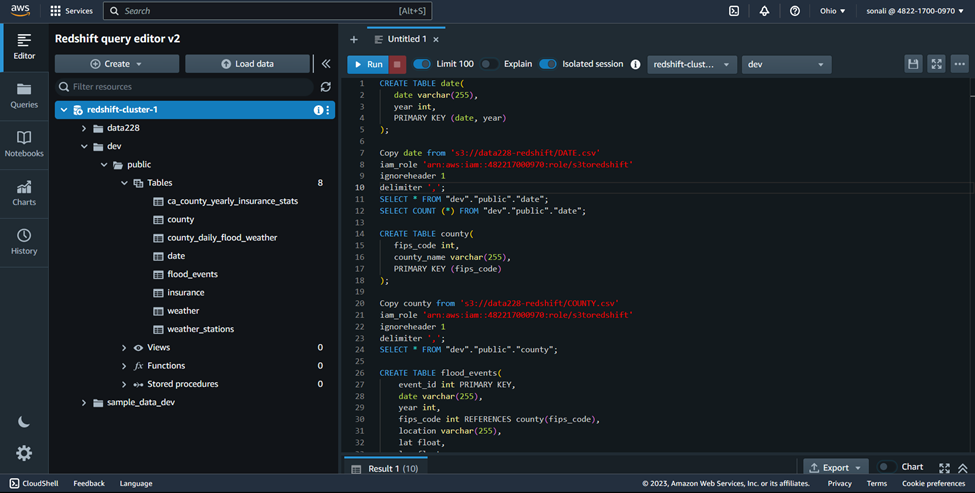 aws
Services
Search
[Alt+S]
Ohio
sonali @ 4822-1700-0970
Editor
Queries
Notebooks
Charts
History
Redshift query editor v2
Create
Load data
Filter resources
redshift-cluster-1
data228
dev
public
Tables 8
ca_county_yearly_insurance_stats
county
county_daily_flood_weather
date
flood_events
insurance
weather
weather_stations
Views 0
fx Functions 0
Stored procedures 0
sample_data_dev
Untitled 1
Run
Limit 100
Explain
Isolated session
redshift-clust...
dev
1 CREATE TABLE date(
2 date varchar(255),
3 year int,
4 PRIMARY KEY (date, year)
5 );
6
7 Copy date from 's3://data228-redshift/DATE.csv'
8 iam_role 'arn:aws:iam::482217000970:role/s3toredshift'
9 ignoreheader 1
10 delimiter ',';
11 SELECT * FROM "dev"."public"."date";
12 SELECT COUNT (*) FROM "dev"."public"."date";
13
14 CREATE TABLE county(
15 fips_code int,
16 county_name varchar(255),
17 PRIMARY KEY (fips_code)
18 );
19
20 Copy county from 's3://data228-redshift/COUNTY.csv'
21 iam_role 'arn:aws:iam::482217000970:role/s3toredshift'
22 ignoreheader 1
23 delimiter ',';
24 SELECT * FROM "dev"."public"."county";
25
26 CREATE TABLE flood_events(
27 event_id int PRIMARY KEY,
28 date varchar(255),
29 year int,
30 fips_code int REFERENCES county(fips_code),
31 location varchar(255),
32 lat float,
Result 1 (10)
Export
Chart
CloudShell
Feedback
Language
© 2023, Amazon Web Services, Inc. or its affiliates.
Privacy
Terms
Cookie preferences